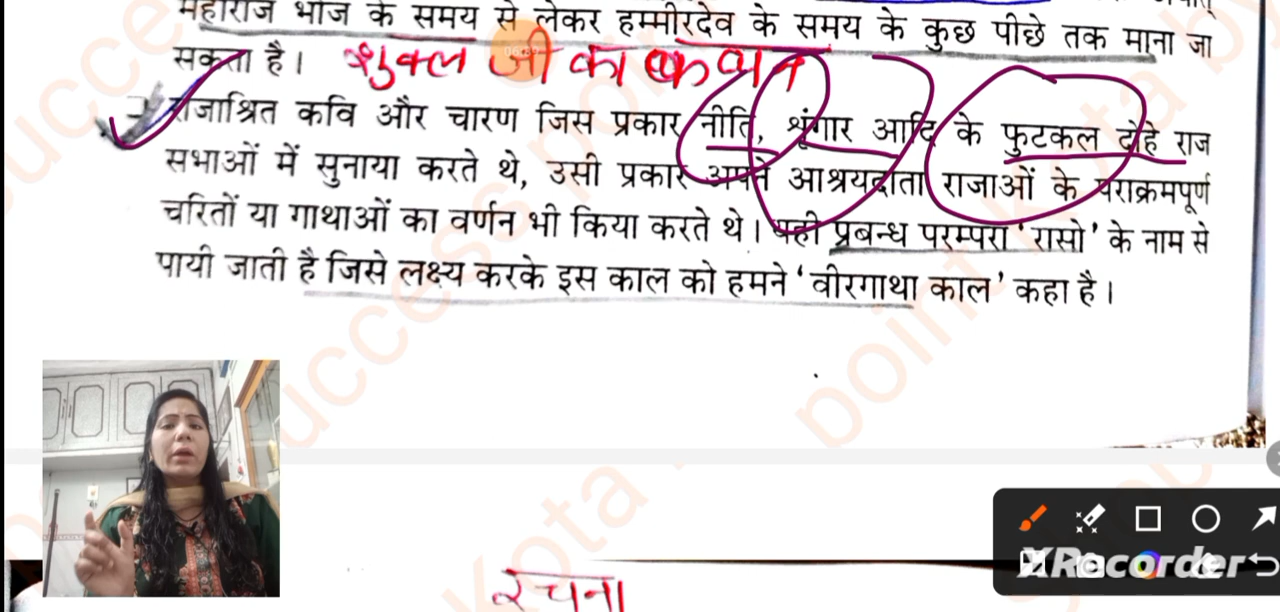 महाराज भोज के समय से लेकर हम्मीरदेव के समय के कुछ पीछे तक माना जा
सकता है। शुक्ल जी का कथन
राजाश्रित कवि और चारण जिस प्रकार नीति, श्रृंगार आदि के फुटकल दोहे राज
सभाओं में सुनाया करते थे, उसी प्रकार अपने आश्रयदाता राजाओं के पराक्रमपूर्ण
चरितों या गाथाओं का वर्णन भी किया करते थे। यही प्रबन्ध परम्परा 'रासो' के नाम से
पायी जाती है जिसे लक्ष्य करके इस काल को हमने 'वीरगाथा काल' कहा है।
XRecorder
रचना